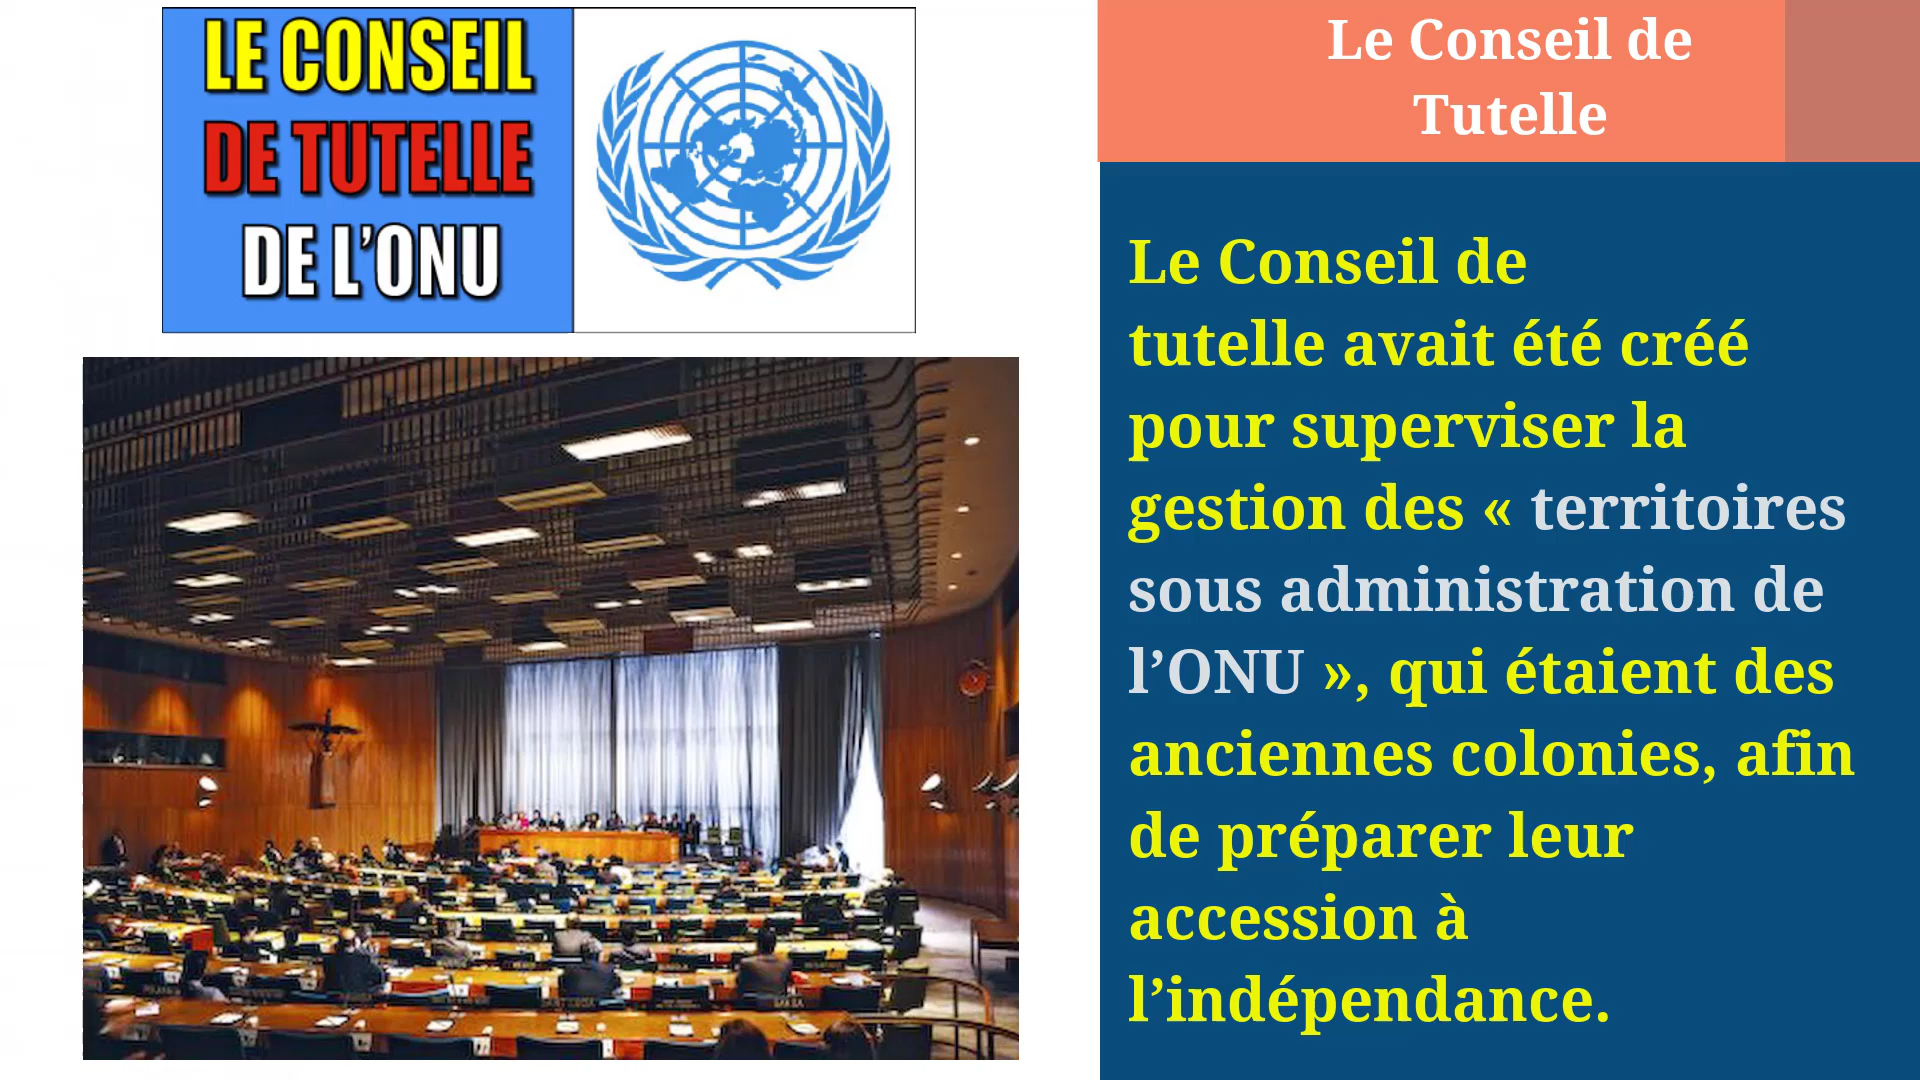 LE CONSEIL
DE TUTELLE
DE L'ONU
Le Conseil de
Tutelle
Le Conseil de
tutelle avait été créé
pour superviser la
gestion des « territoires
sous administration de
l’ONU », qui étaient des
anciennes colonies, afin
de préparer leur
accession à
l’indépendance.